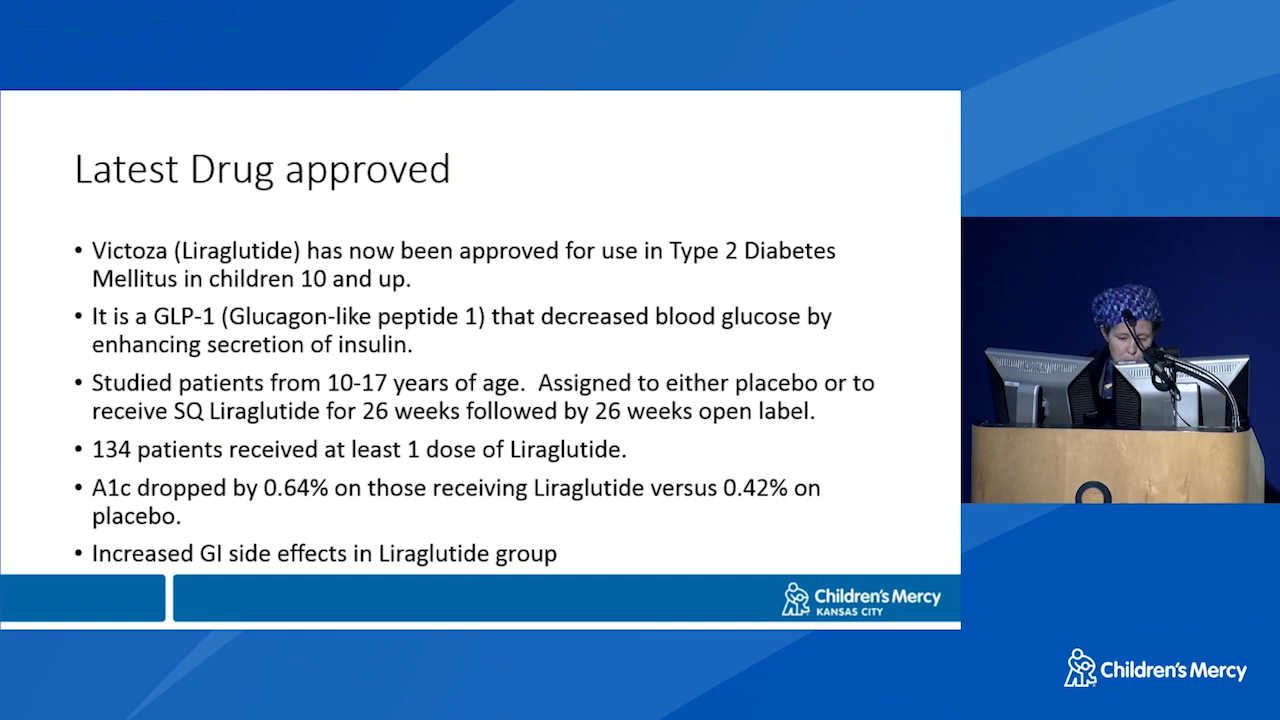 Latest Drug approved
• Victoza (Liraglutide) has now been approved for use in Type 2 Diabetes
Mellitus in children 10 and up.
• It is a GLP-1 (Glucagon-like peptide 1) that decreased blood glucose by
enhancing secretion of insulin.
• Studied patients from 10-17 years of age.  Assigned to either placebo or to
receive SQ Liraglutide for 26 weeks followed by 26 weeks open label.
• 134 patients received at least 1 dose of Liraglutide.
• A1c dropped by 0.64% on those receiving Liraglutide versus 0.42% on
placebo.
• Increased GI side effects in Liraglutide group
Children's Mercy
KANSAS CITY
Children's Mercy